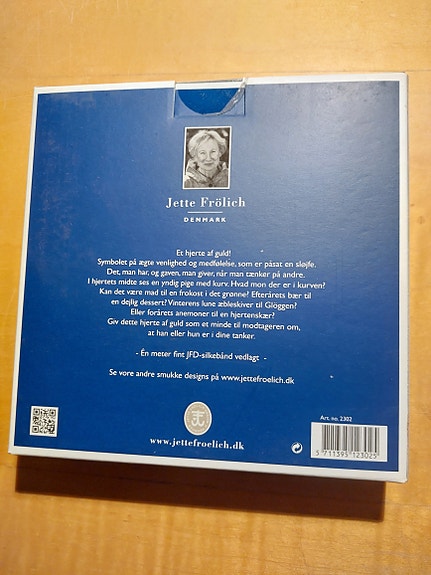 Jette Frölich
DENMARK
Et hjerte af guld!
Symbolet på ægte venlighed og medfølelse, som er påsat en sløjfe.
Det, man har, og gaven, man giver, når man tænker på andre.
I hjertets midte ses en yndig pige med kurv. Hvad mon der er i kurven?
Kan det være mad til en frokost i det grønne? Efterårets bær til
en dejlig dessert? Vinterens lune æbleskiver til Glöggen?
Eller forårets anemoner til en hjertenskær?
Giv dette hjerte af guld som et minde til modtageren om,
at han eller hun er i dine tanker.
- Én meter fint JFD-silkebånd vedlagt -
Se vore andre smukke designs på www.jettefroelich.dk
www.jettefroelich.dk
Art. no. 2302
5 711395 123025